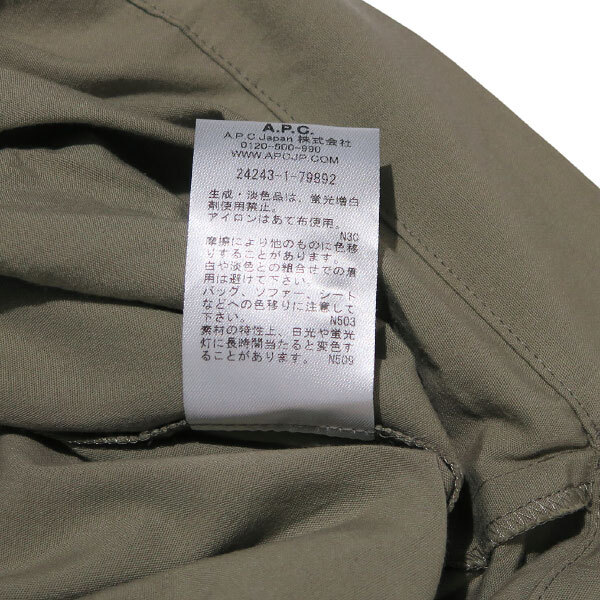 A.P.C.
A.P.C Japan 株式会社
0120-500-990
WWW.APCJP.COM
24243-1-79892
生成・淡色品は、蛍光増白
剤使用禁止。
アイロンはあて布使用。
N30
摩擦により他のものに色移
りすることがあります。
白や淡色との組合せでの着
用は避けて下さい。
バッグ、ソファー、シート
などへの色移りに注意して
下さい。 N503
素材の特性上、日光や蛍光
灯に長時間当たると変色す
ることがあります。 N509